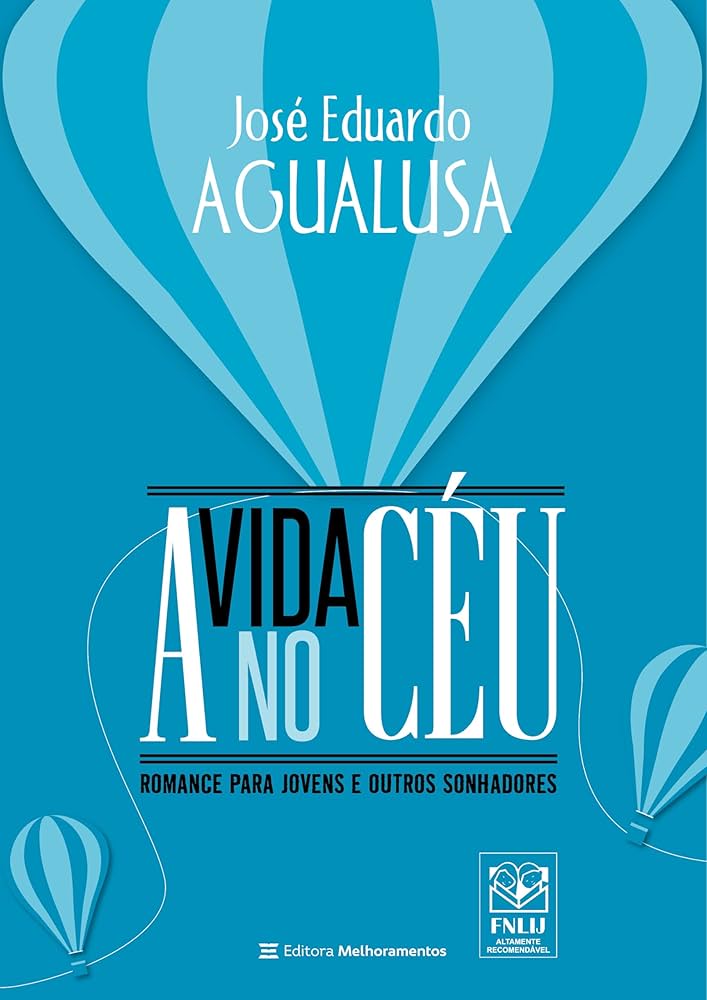 José Eduardo
AGUALUSA
A VIDA NO CÉU
ROMANCE PARA JOVENS E OUTROS SONHADORES
Editora Melhoramentos
FNLIJ
ALTAMENTE
RECOMENDÁVEL